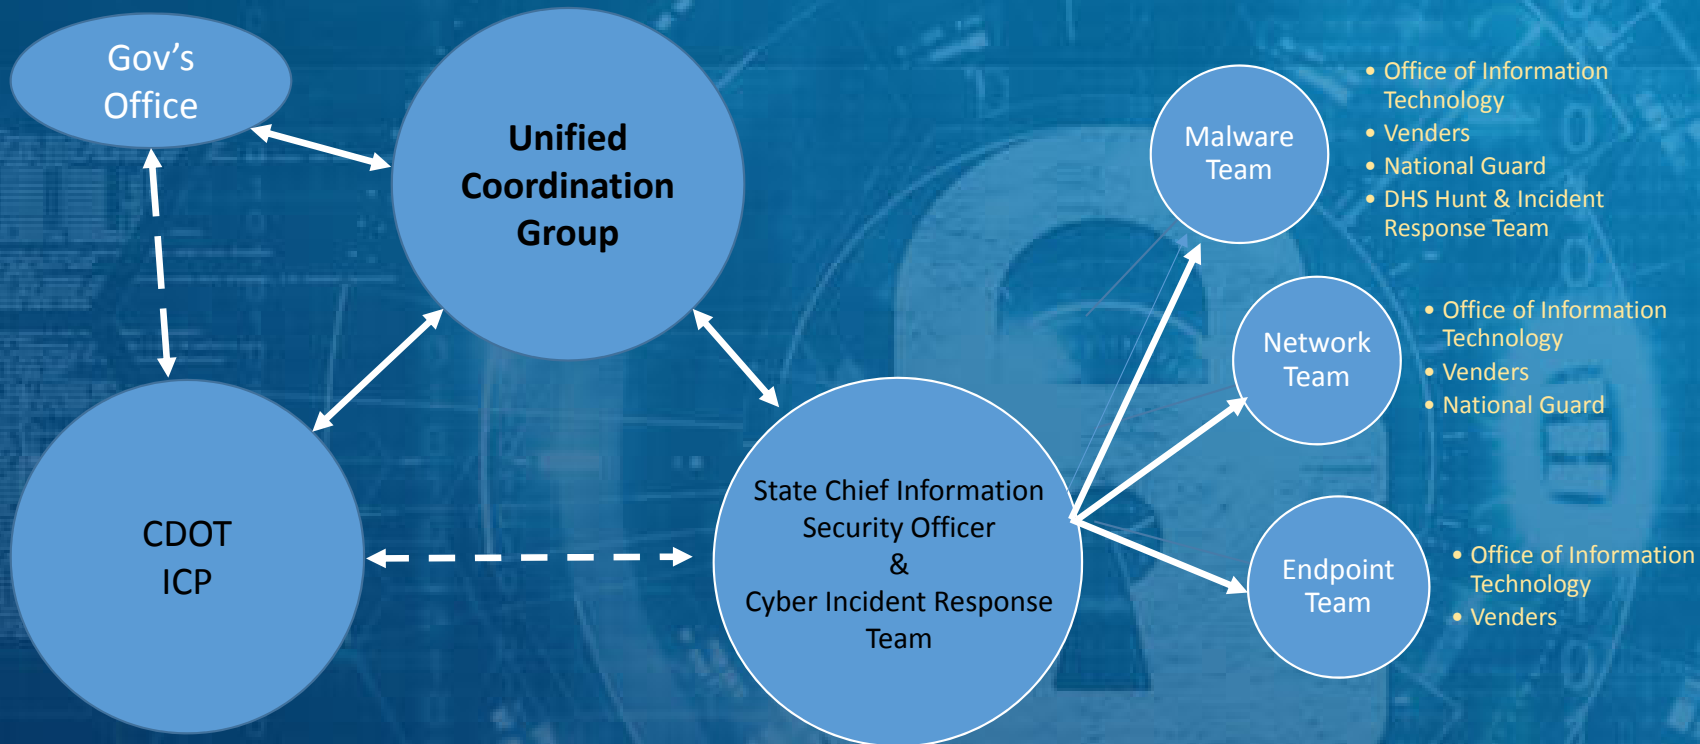 Gov's
Office
Unified
Coordination
Group
CDOT
ICP
State Chief Information
Security Officer
&
Cyber Incident Response
Team
Malware
Team
• Office of Information
Technology
• Venders
• National Guard
• DHS Hunt & Incident
Response Team
Network
Team
• Office of Information
Technology
• Venders
• National Guard
Endpoint
Team
• Office of Information
Technology
• Venders